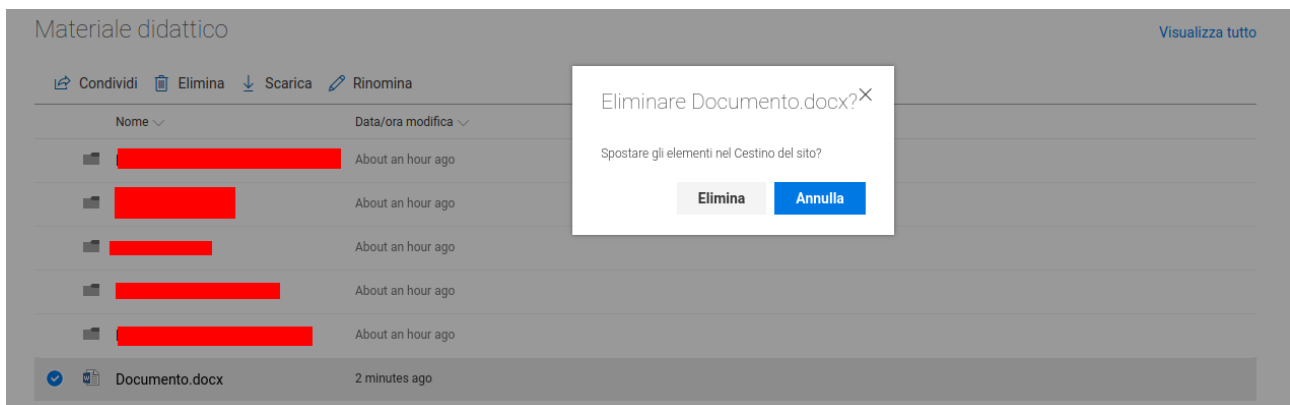 Materiale didattico
Visualizza tutto
Condividi Elimina Scarica Rinomina
Nome Data/ora modifica
About an hour ago
About an hour ago
About an hour ago
About an hour ago
About an hour ago
Documento.docx 2 minutes ago
Eliminare Documento.docx?
Spostare gli elementi nel Cestino del sito?
Elimina Annulla